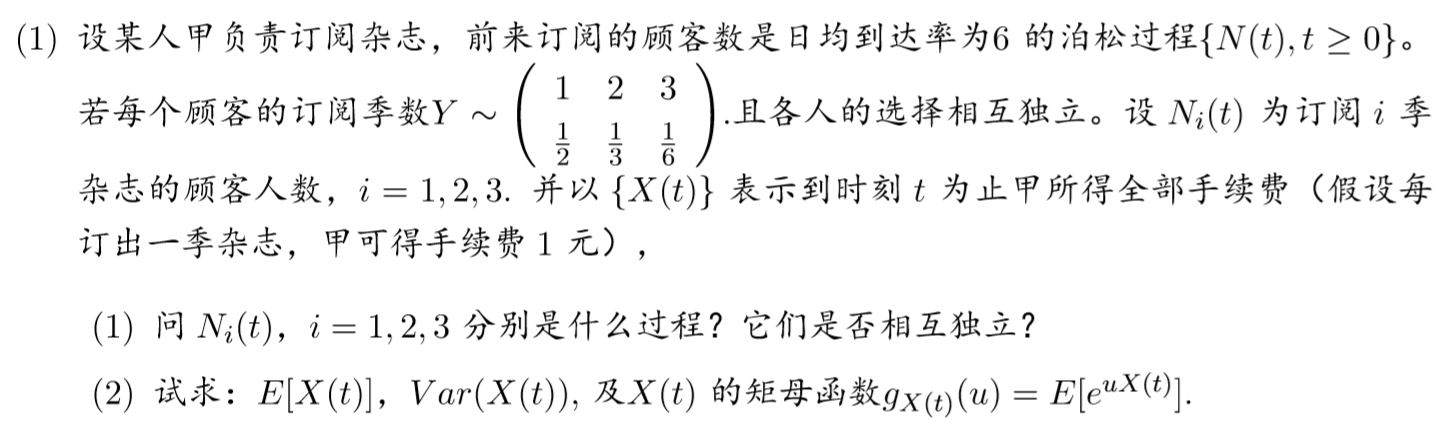 (1) 设某人甲负责订阅杂志，前来订阅的顾客数是日均到达率为6 的泊松过程{N(t), t ≥ 0}。
若每个顾客的订阅季数Y ∼ \begin{pmatrix} 1 & 2 & 3 \\ \frac{1}{2} & \frac{1}{3} & \frac{1}{6} \end{pmatrix}.且各人的选择相互独立。设 N_i(t) 为订阅 i 季
杂志的顾客人数，i = 1, 2, 3. 并以 {X(t)} 表示到时刻 t 为止甲所得全部手续费（假设每
订出一季杂志，甲可得手续费 1 元），
(1) 问 N_i(t)，i = 1, 2, 3 分别是什么过程？它们是否相互独立？
(2) 试求：E[X(t)]，Var(X(t)), 及X(t) 的矩母函数g_{X(t)}(u) = E[e^{uX(t)}].